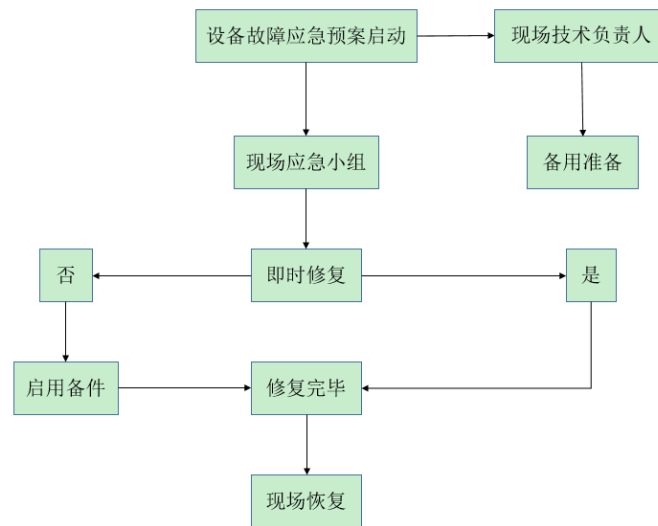 设备故障应急预案启动
现场技术负责人
现场应急小组
备用准备
否
即时修复
是
启用备件
修复完毕
现场恢复